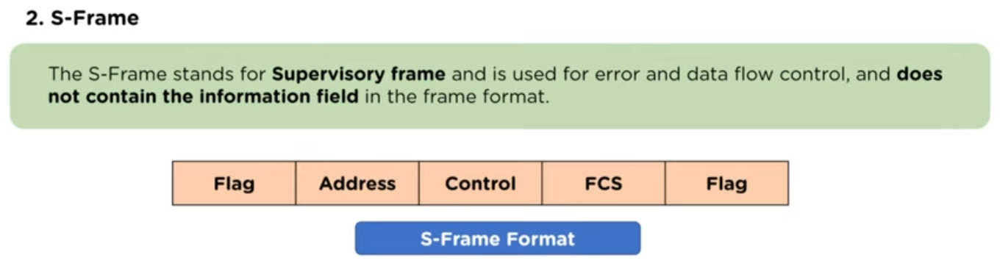 2. S-Frame
The S-Frame stands for Supervisory frame and is used for error and data flow control, and does
not contain the information field in the frame format.
Flag Address Control FCS Flag
S-Frame Format